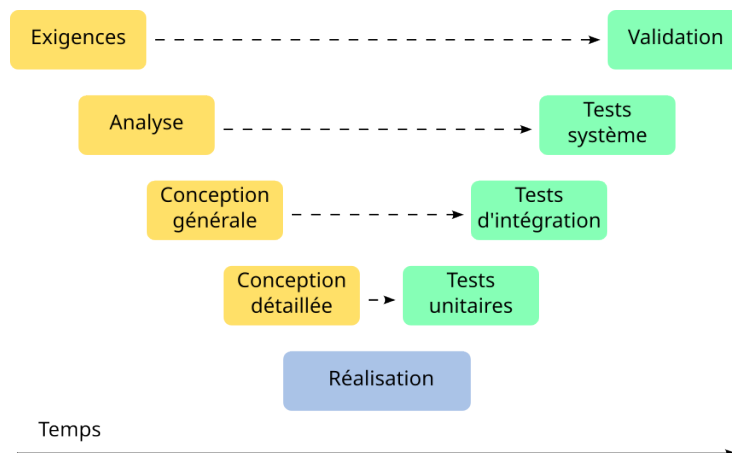 Exigences
Validation
Analyse
Tests
système
Conception
générale
Tests
d'intégration
Conception
détaillée
Tests
unitaires
Réalisation
Temps